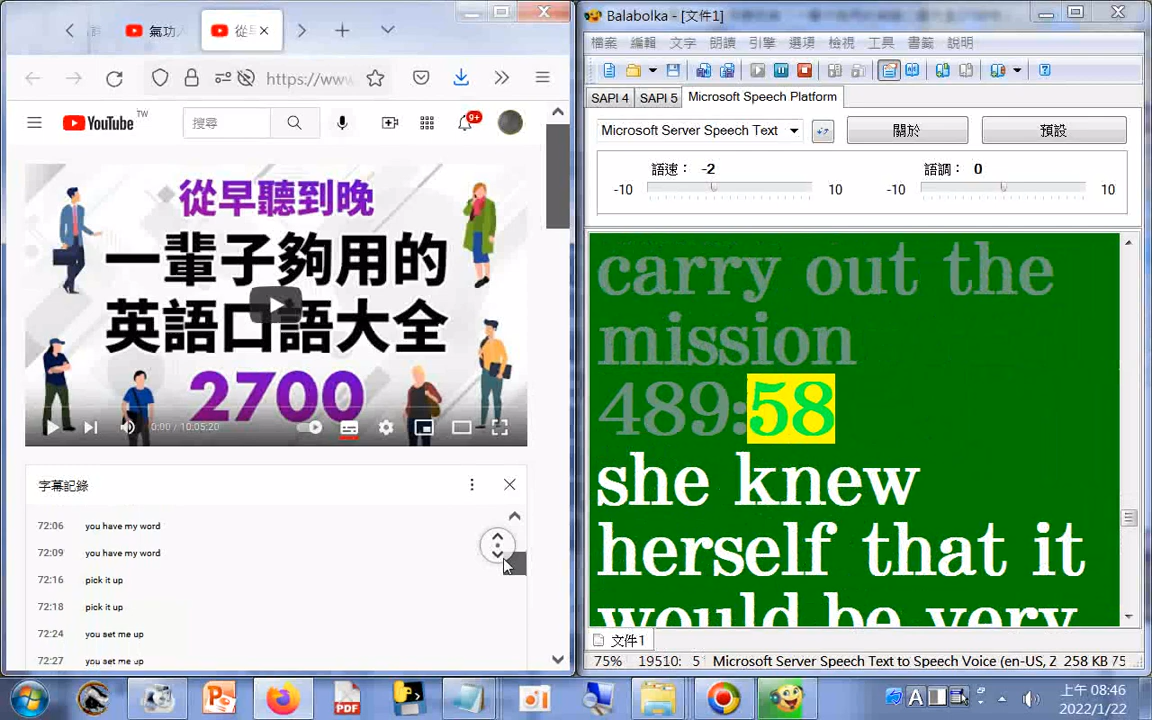 氣功
從
https://www
YouTube TW
搜尋
9+
從早聽到晚
一輩子夠用的
英語口語大全
2700
0:00 / 10:05:20
字幕記錄
72:06 you have my word
72:09 you have my word
72:16 pick it up
72:18 pick it up
72:24 you set me up
72:27 you set me up
Balabolka - [文件1]
檔案 編輯 文字 朗讀 引擎 選項 檢視 工具 書籤 說明
SAPI 4 SAPI 5 Microsoft Speech Platform
Microsoft Server Speech Text 關於 預設
語速： -2 語調： 0
-10 10 -10 10
carry out the
mission
489:58
she knew
herself that it
would be very
文件1
75% 19510: 5 Microsoft Server Speech Text to Speech Voice (en-US, Z 258 KB 75
PDF
A
上午 08:46
2022/1/22